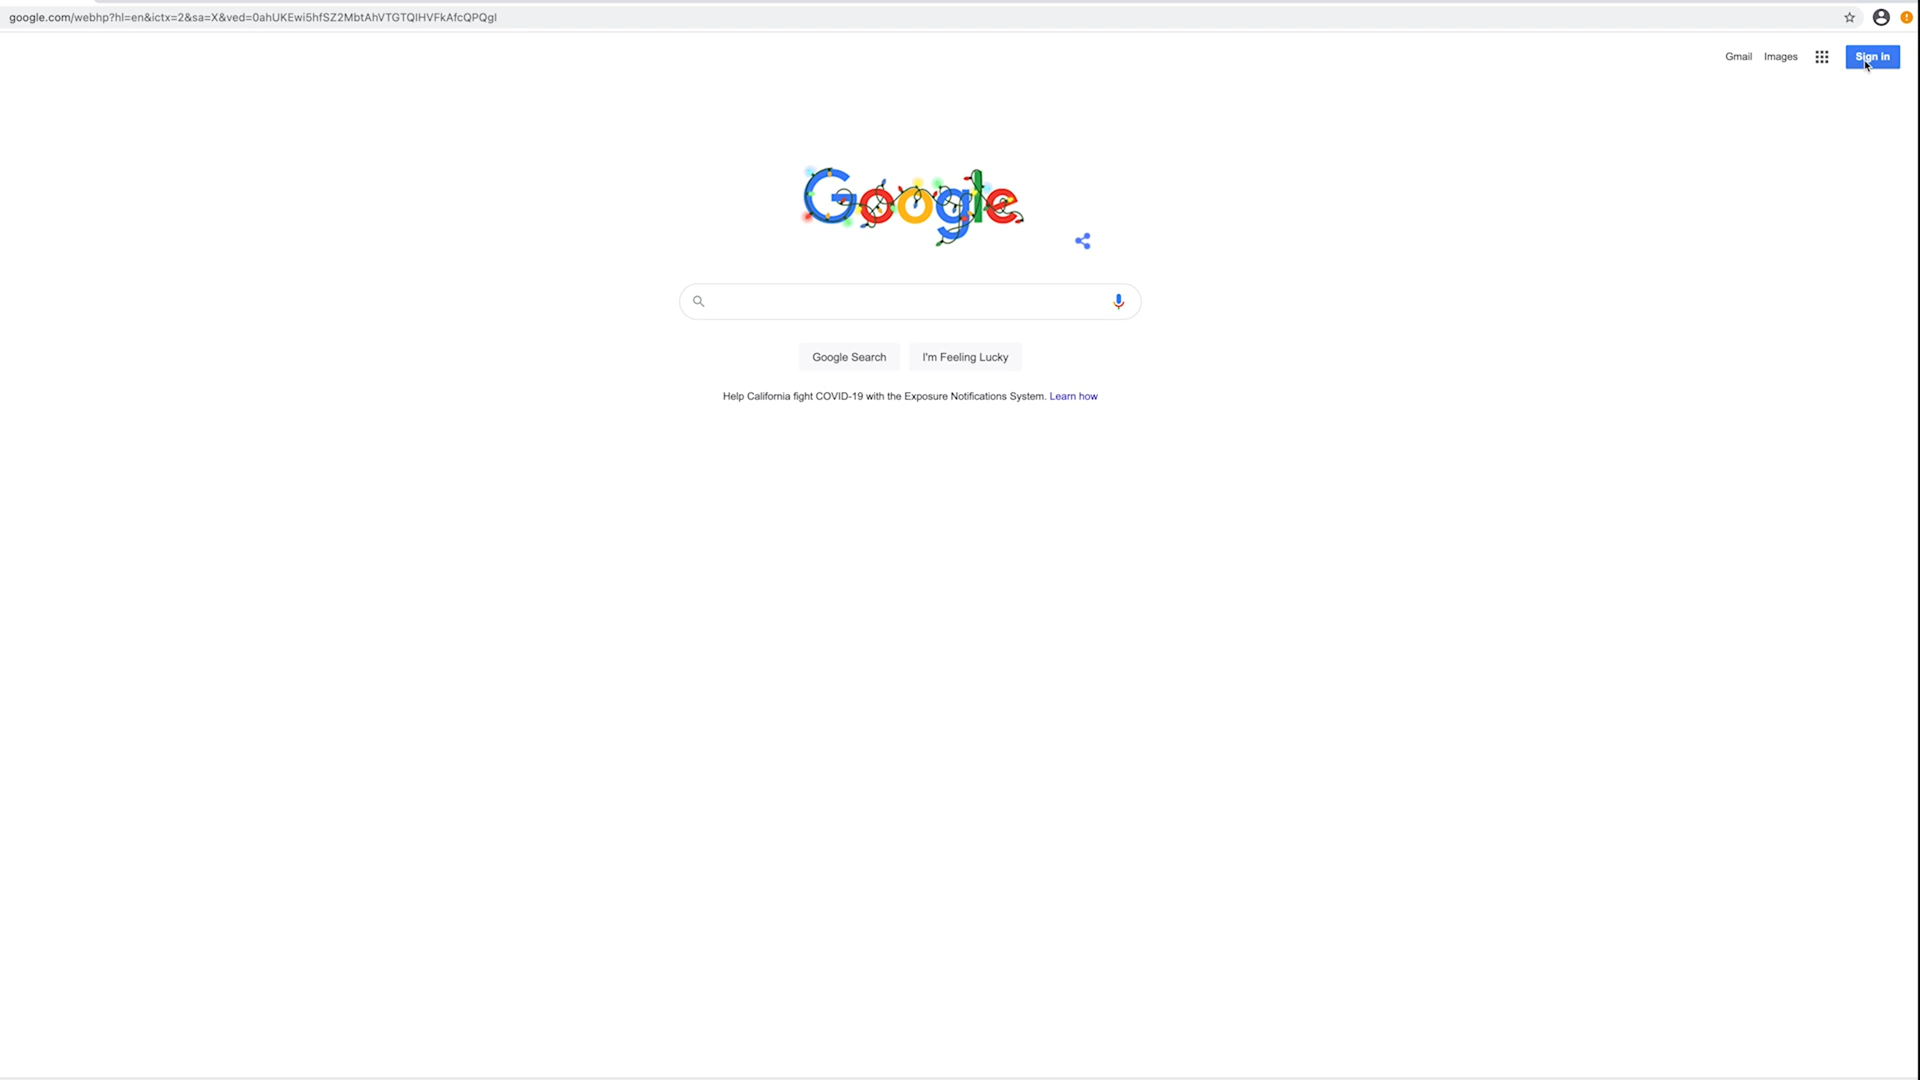 google.com/webhp?hl=en&ictx=2&sa=X&ved=0ahUKEwi5hfSZ2MbtAhVTGTQIHVFkAfcQPQgI
Gmail Images Sign in
Google
Google Search I'm Feeling Lucky
Help California fight COVID-19 with the Exposure Notifications System. Learn how